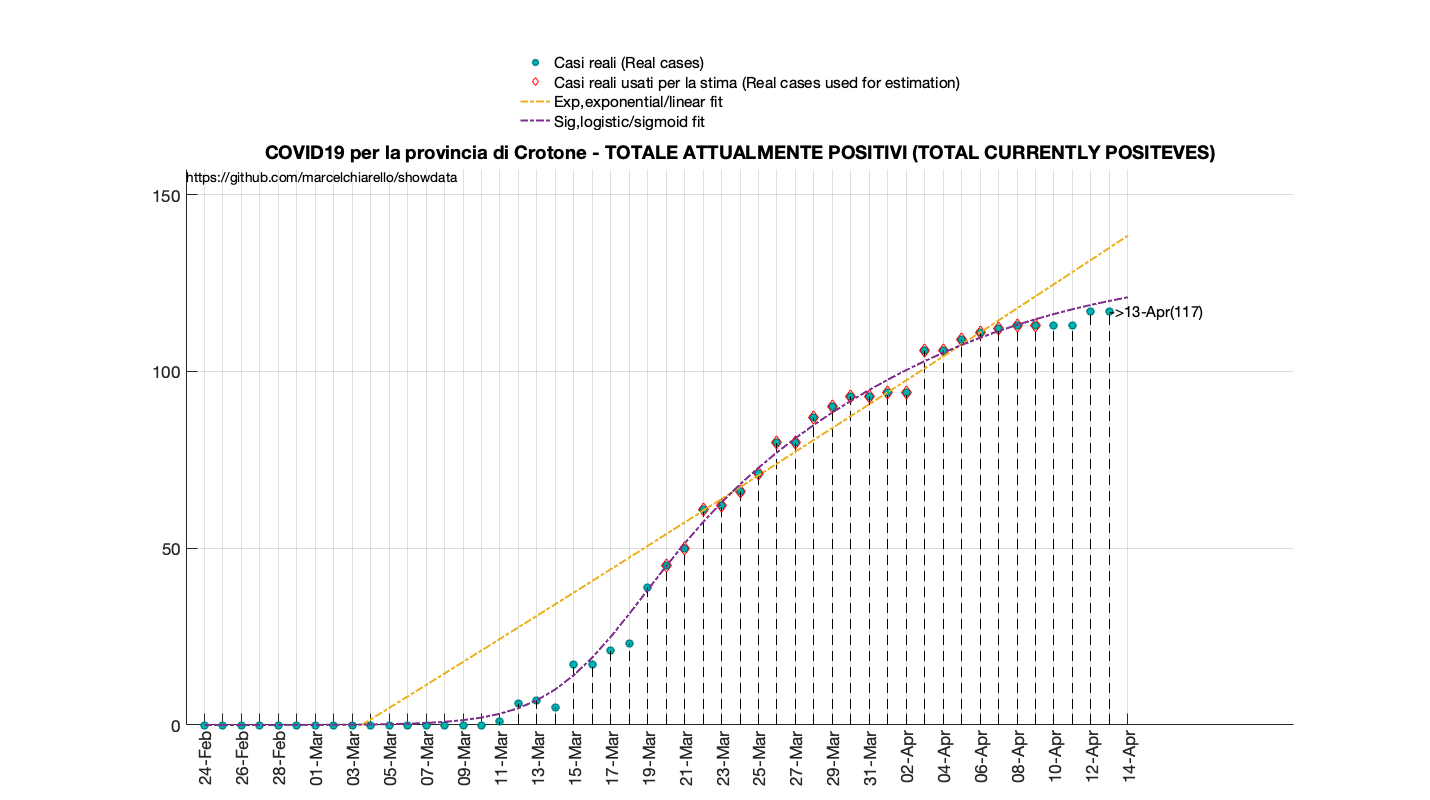 Casi reali (Real cases)
Casi reali usati per la stima (Real cases used for estimation)
Exp,exponential/linear fit
Sig,logistic/sigmoid fit
COVID19 per la provincia di Crotone - TOTALE ATTUALMENTE POSITIVI (TOTAL CURRENTLY POSITEVES)
https://github.com/marcelchiarello/showdata
150
100
50
0
->13-Apr(117)
24-Feb
26-Feb
28-Feb
01-Mar
03-Mar
05-Mar
07-Mar
09-Mar
11-Mar
13-Mar
15-Mar
17-Mar
19-Mar
21-Mar
23-Mar
25-Mar
27-Mar
29-Mar
31-Mar
02-Apr
04-Apr
06-Apr
08-Apr
10-Apr
12-Apr
14-Apr